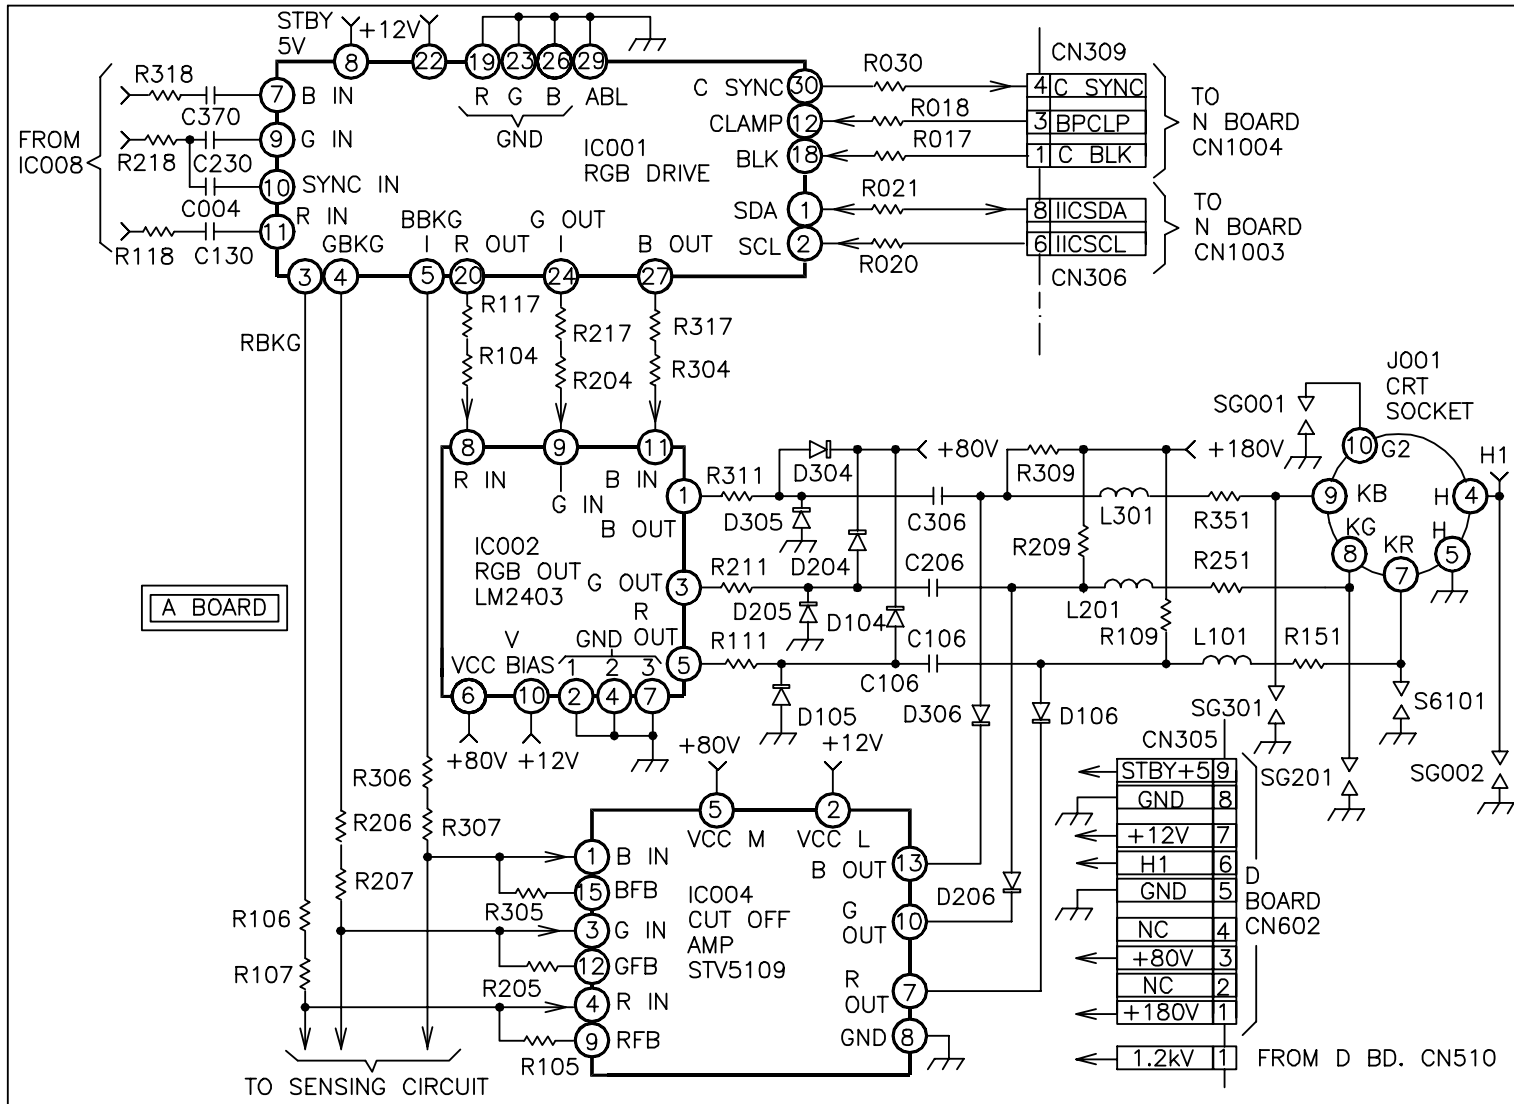 STBY
5V
+12V
8
22
19
23
26
29
R G B ABL
GND
R318
C370
7
B IN
FROM
IC008
R218
C230
9
G IN
10
SYNC IN
C004
R IN
11
R118
C130
IC001
RGB DRIVE
C SYNC
30
CLAMP
12
BLK
18
SDA
1
SCL
2
R030
R018
R017
R021
R020
CN309
4 C SYNC
3 BPCLP
1 C BLK
TO
N BOARD
CN1004
8 IICSDA
6 IICSCL
CN306
TO
N BOARD
CN1003
GBKG
BBKG
R OUT
G OUT
B OUT
3
4
5
20
24
27
RBKG
R117
R104
R217
R204
R317
R304
8
9
11
R IN
G IN
B IN
1
B OUT
IC002
RGB OUT
LM2403
G OUT
3
R
OUT
5
V
VCC BIAS
GND
1 2 3
6
10
2
4
7
+80V
+12V
A BOARD
R311
D304
D305
+80V
C306
R309
+180V
L301
R351
R211
D204
D205
C206
R209
L201
R251
R111
D104
D105
C106
R109
L101
R151
D306
D106
D206
SG001
J001
CRT
SOCKET
10
G2
9
KB
KG
8
KR
7
H
4
H
5
H1
SG301
S6101
SG201
SG002
R306
R307
R206
R207
R106
R107
+80V
+12V
5
2
VCC M
VCC L
1
B IN
15
BFB
R305
3
G IN
12
GFB
R205
4
R IN
9
RFB
R105
IC004
CUT OFF
AMP
STV5109
B OUT
13
G
OUT
10
R
OUT
7
GND
8
TO SENSING CIRCUIT
CN305
STBY+5 9
GND 8
+12V 7
H1 6
GND 5
NC 4
+80V 3
NC 2
+180V 1
D
BOARD
CN602
1.2kV 1
FROM D BD. CN510